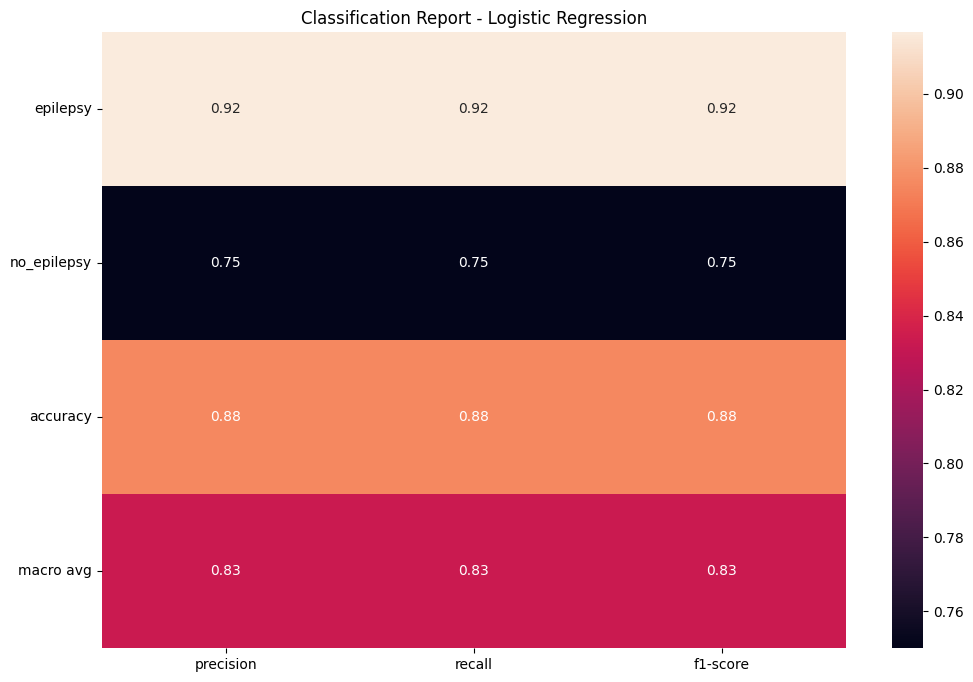 Classification Report - Logistic Regression
epilepsy 0.92 0.92 0.92
no_epilepsy 0.75 0.75 0.75
accuracy 0.88 0.88 0.88
macro avg 0.83 0.83 0.83
precision recall f1-score
0.90
0.88
0.86
0.84
0.82
0.80
0.78
0.76